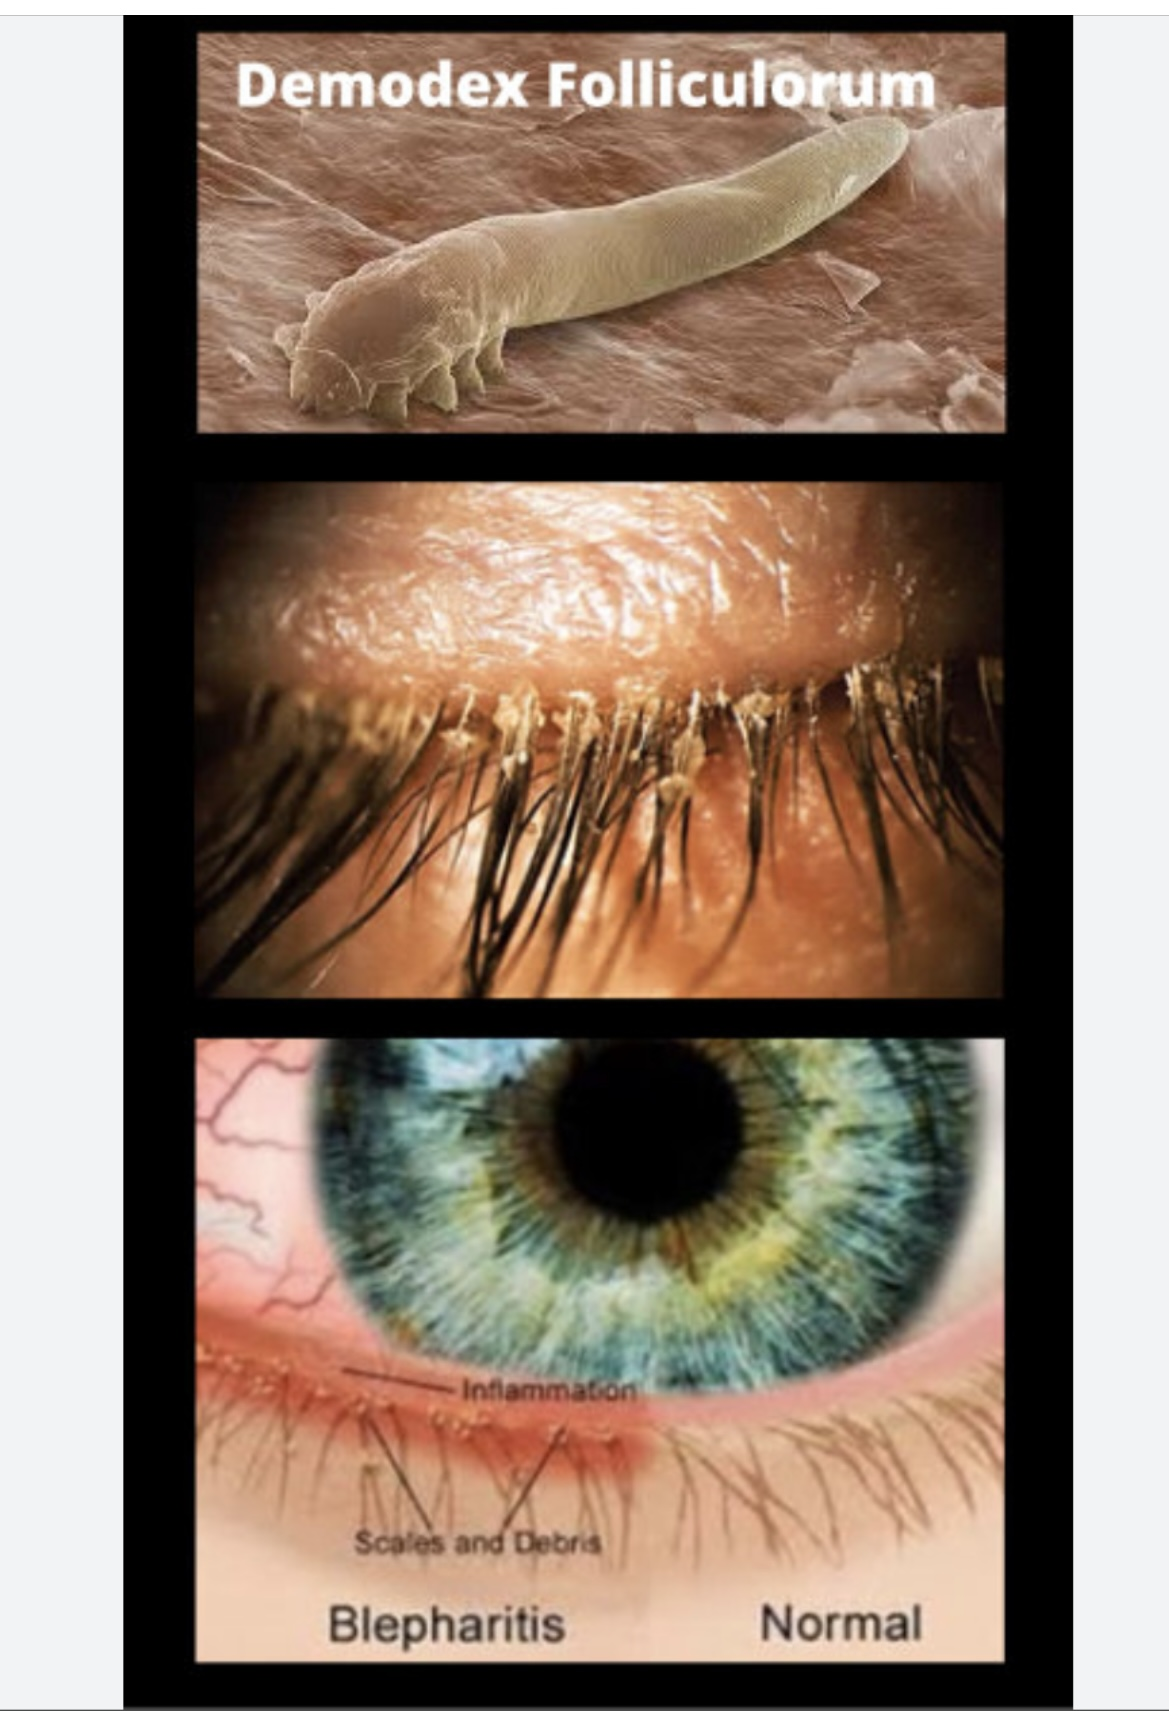 Demodex Folliculorum
Inflammation
Scales and Debris
Blepharitis
Normal